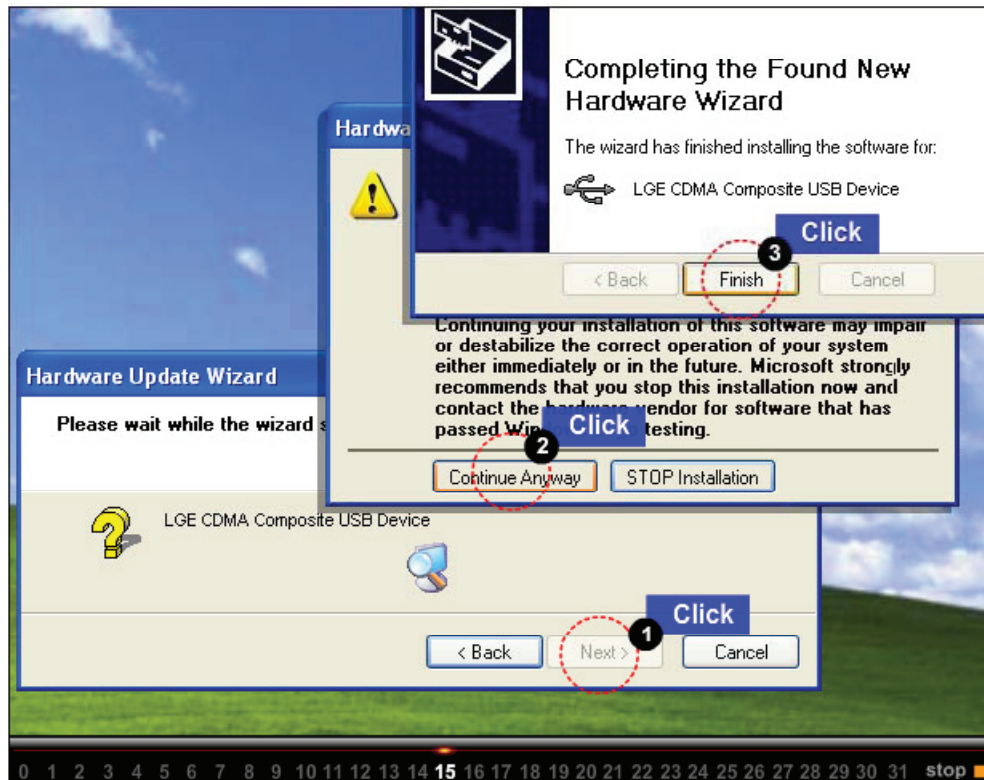 Completing the Found New
Hardware Wizard
The wizard has finished installing the software for:
LGE CDMA Composite USB Device
Click
3
< Back
Finish
Cancel
Hardwa
Continuing your installation of this software may impair
or destabilize the correct operation of your system
either immediately or in the future. Microsoft strongly
recommends that you stop this installation now and
contact the hardware vendor for software that has
passed Win testing.
Click
2
Continue Anyway
STOP Installation
Hardware Update Wizard
Please wait while the wizard s
LGE CDMA Composite USB Device
Click
1
< Back
Next >
Cancel
0 1 2 3 4 5 6 7 8 9 10 11 12 13 14 15 16 17 18 19 20 21 22 23 24 25 26 27 28 29 30 31 stop